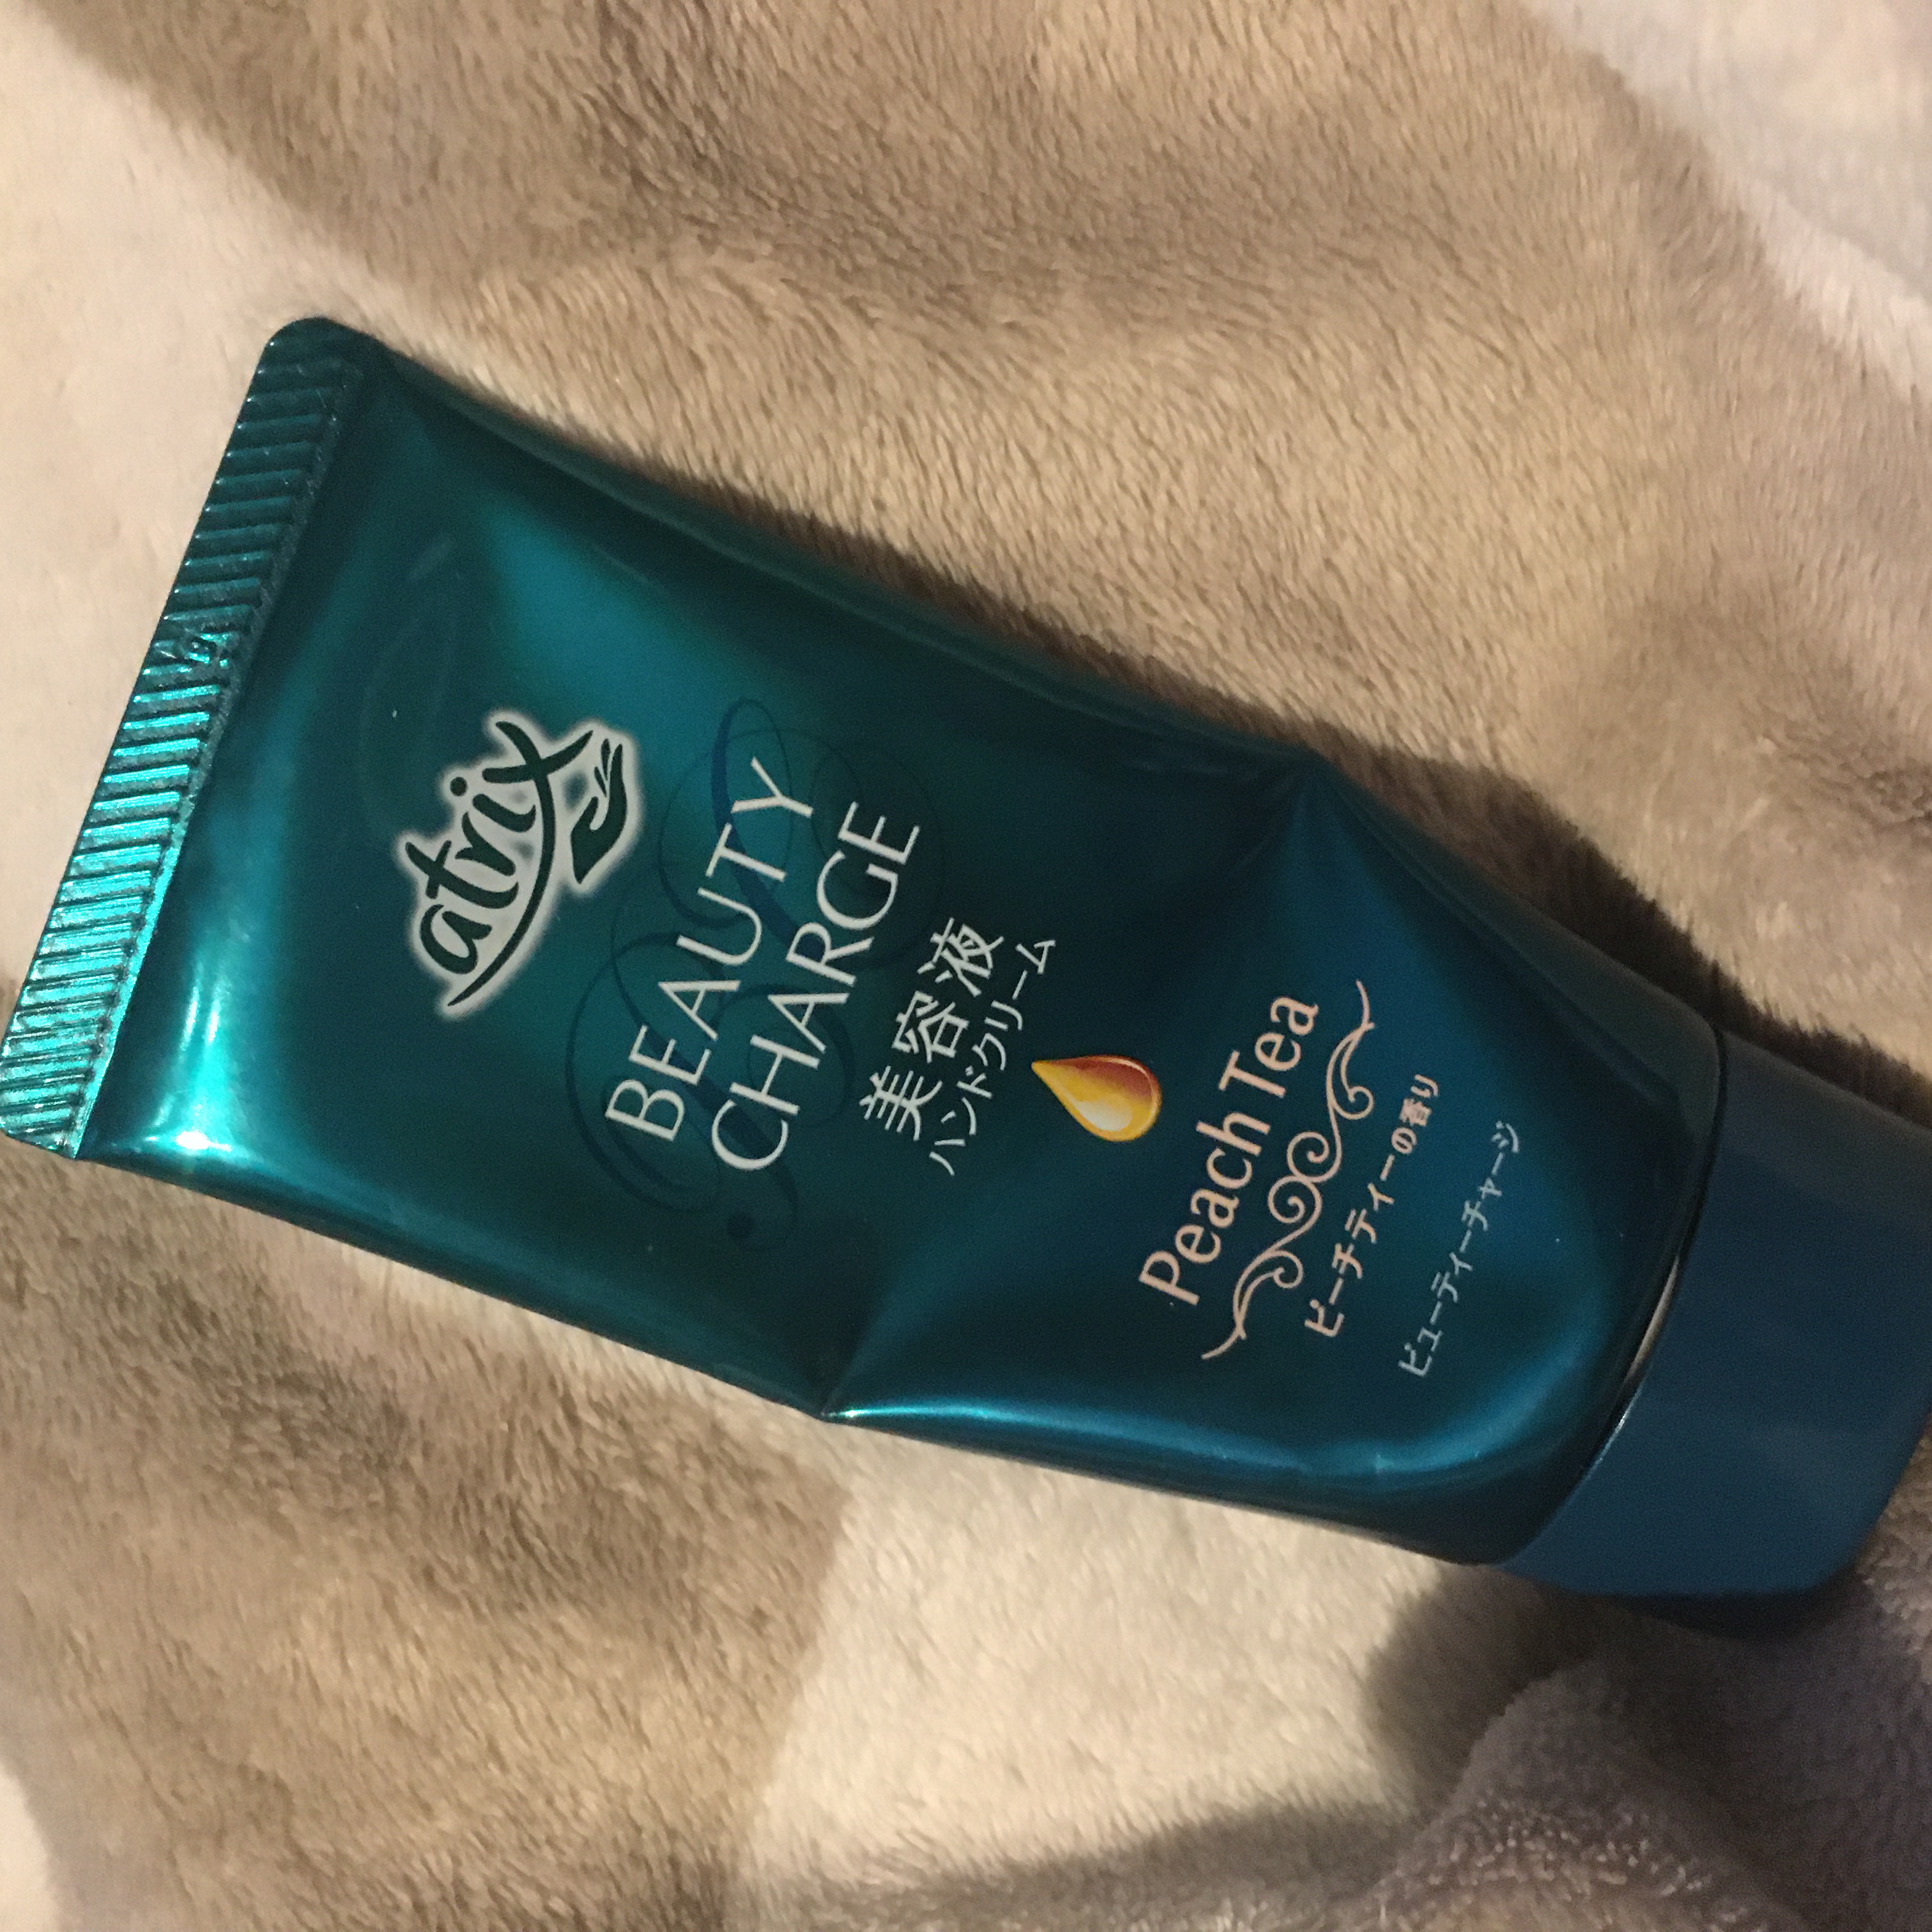 atrix
BEAUTY
CHARGE
美容液
ハンドクリーム
Peach Tea
ピーチティーの香り
ビューティーチャージ